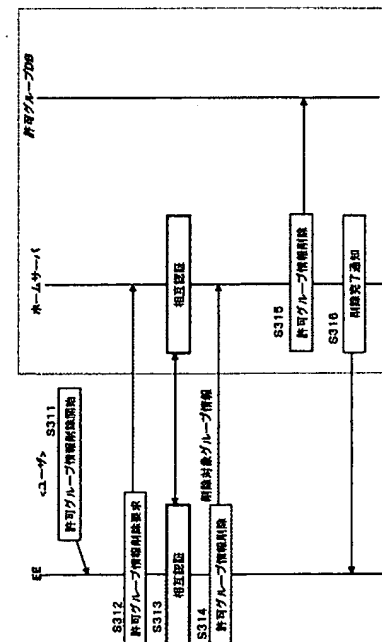 EE
ホームサーバ
許可グループDB
<ユーザ>
S311
許可グループ情報削除開始
S312
許可グループ情報削除要求
S313
相互認証
相互認証
S314
許可グループ情報削除
削除対象グループ情報
S315
許可グループ情報削除
S316
削除完了通知